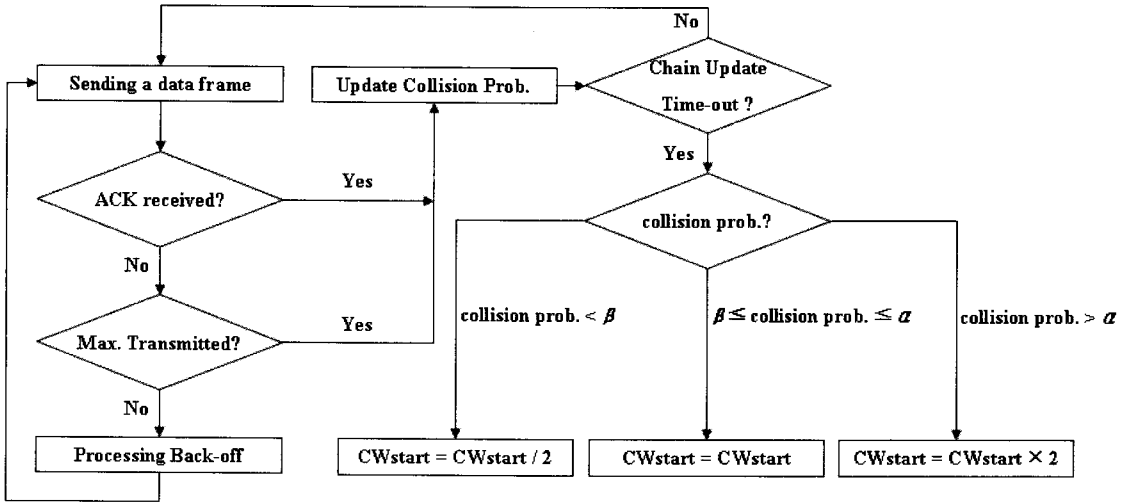 No
Sending a data frame
Update Collision Prob.
Chain Update
Time-out ?
Yes
ACK received?
Yes
collision prob.?
No
collision prob. < β
β ≦ collision prob. ≦ α
collision prob. > α
Max. Transmitted?
Yes
No
Processing Back-off
CWstart = CWstart / 2
CWstart = CWstart
CWstart = CWstart × 2